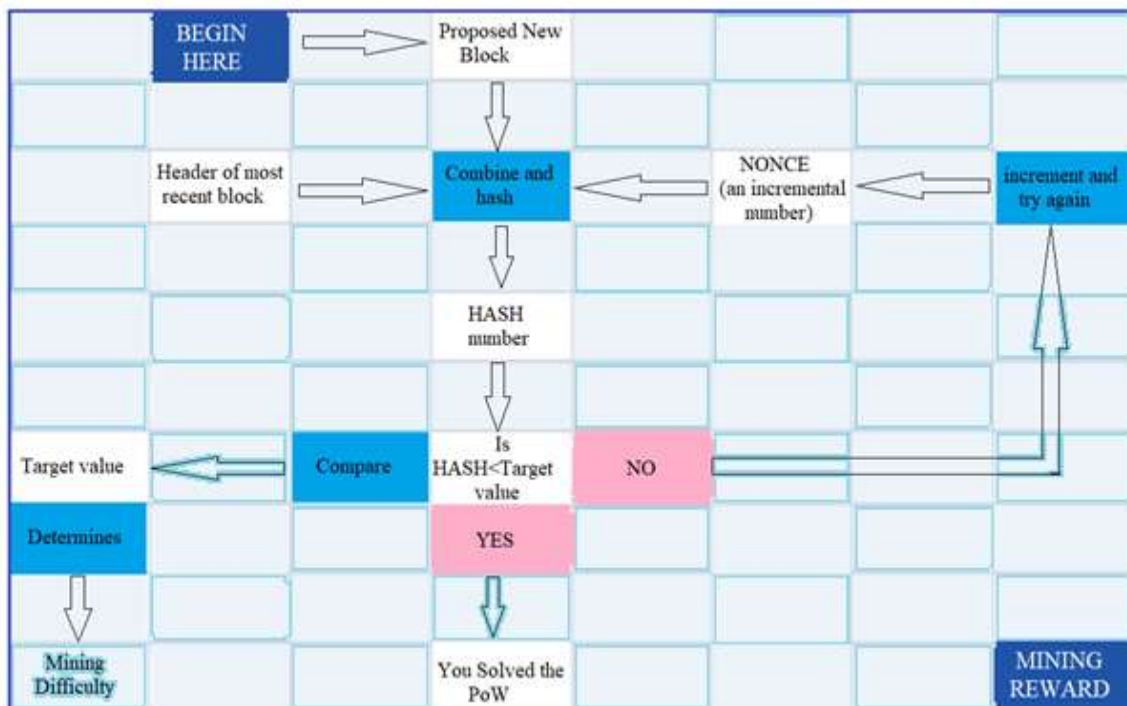 BEGIN
HERE
Proposed New
Block
Header of most
recent block
Combine and
hash
NONCE
(an incremental
number)
increment and
try again
HASH
number
Target value
Compare
Is
HASH<Target
value
NO
Determines
YES
Mining
Difficulty
You Solved the
PoW
MINING
REWARD